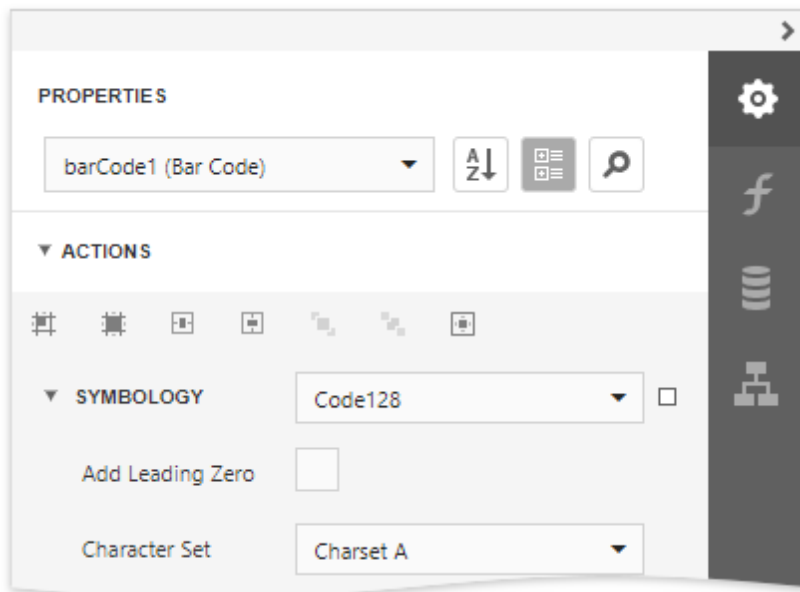 PROPERTIES
barCode1 (Bar Code)
A
Z
ACTIONS
SYMBOLOGY Code128
Add Leading Zero
Character Set Charset A